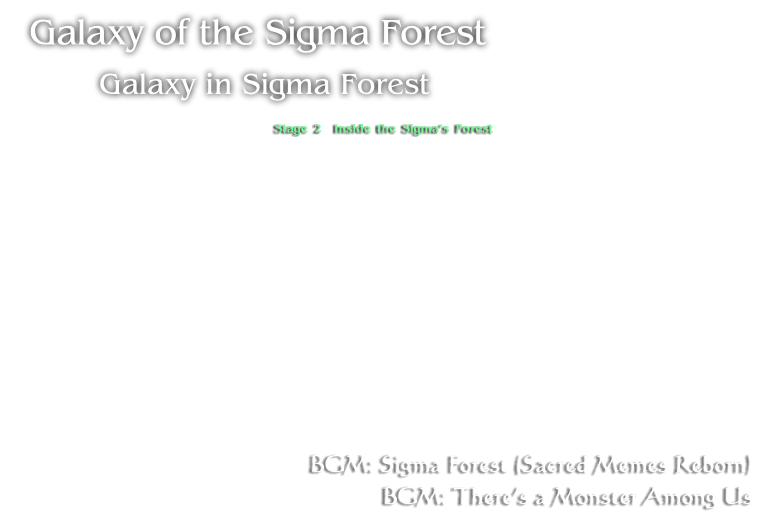 Galaxy of the Sigma Forest
Galaxy in Sigma Forest
Stage 2 Inside the Sigma's Forest
BGM: Sigma Forest (Sacred Memes Reborn)
BGM: There's a Monster Among Us